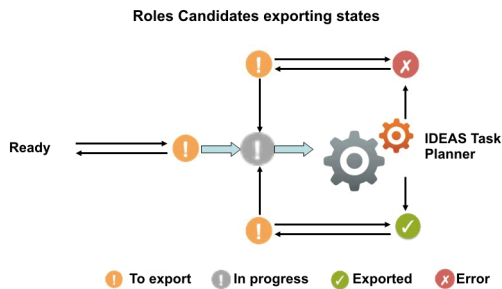 Roles Candidates exporting states
Ready
IDEAS Task
Planner
To export
In progress
Exported
Error